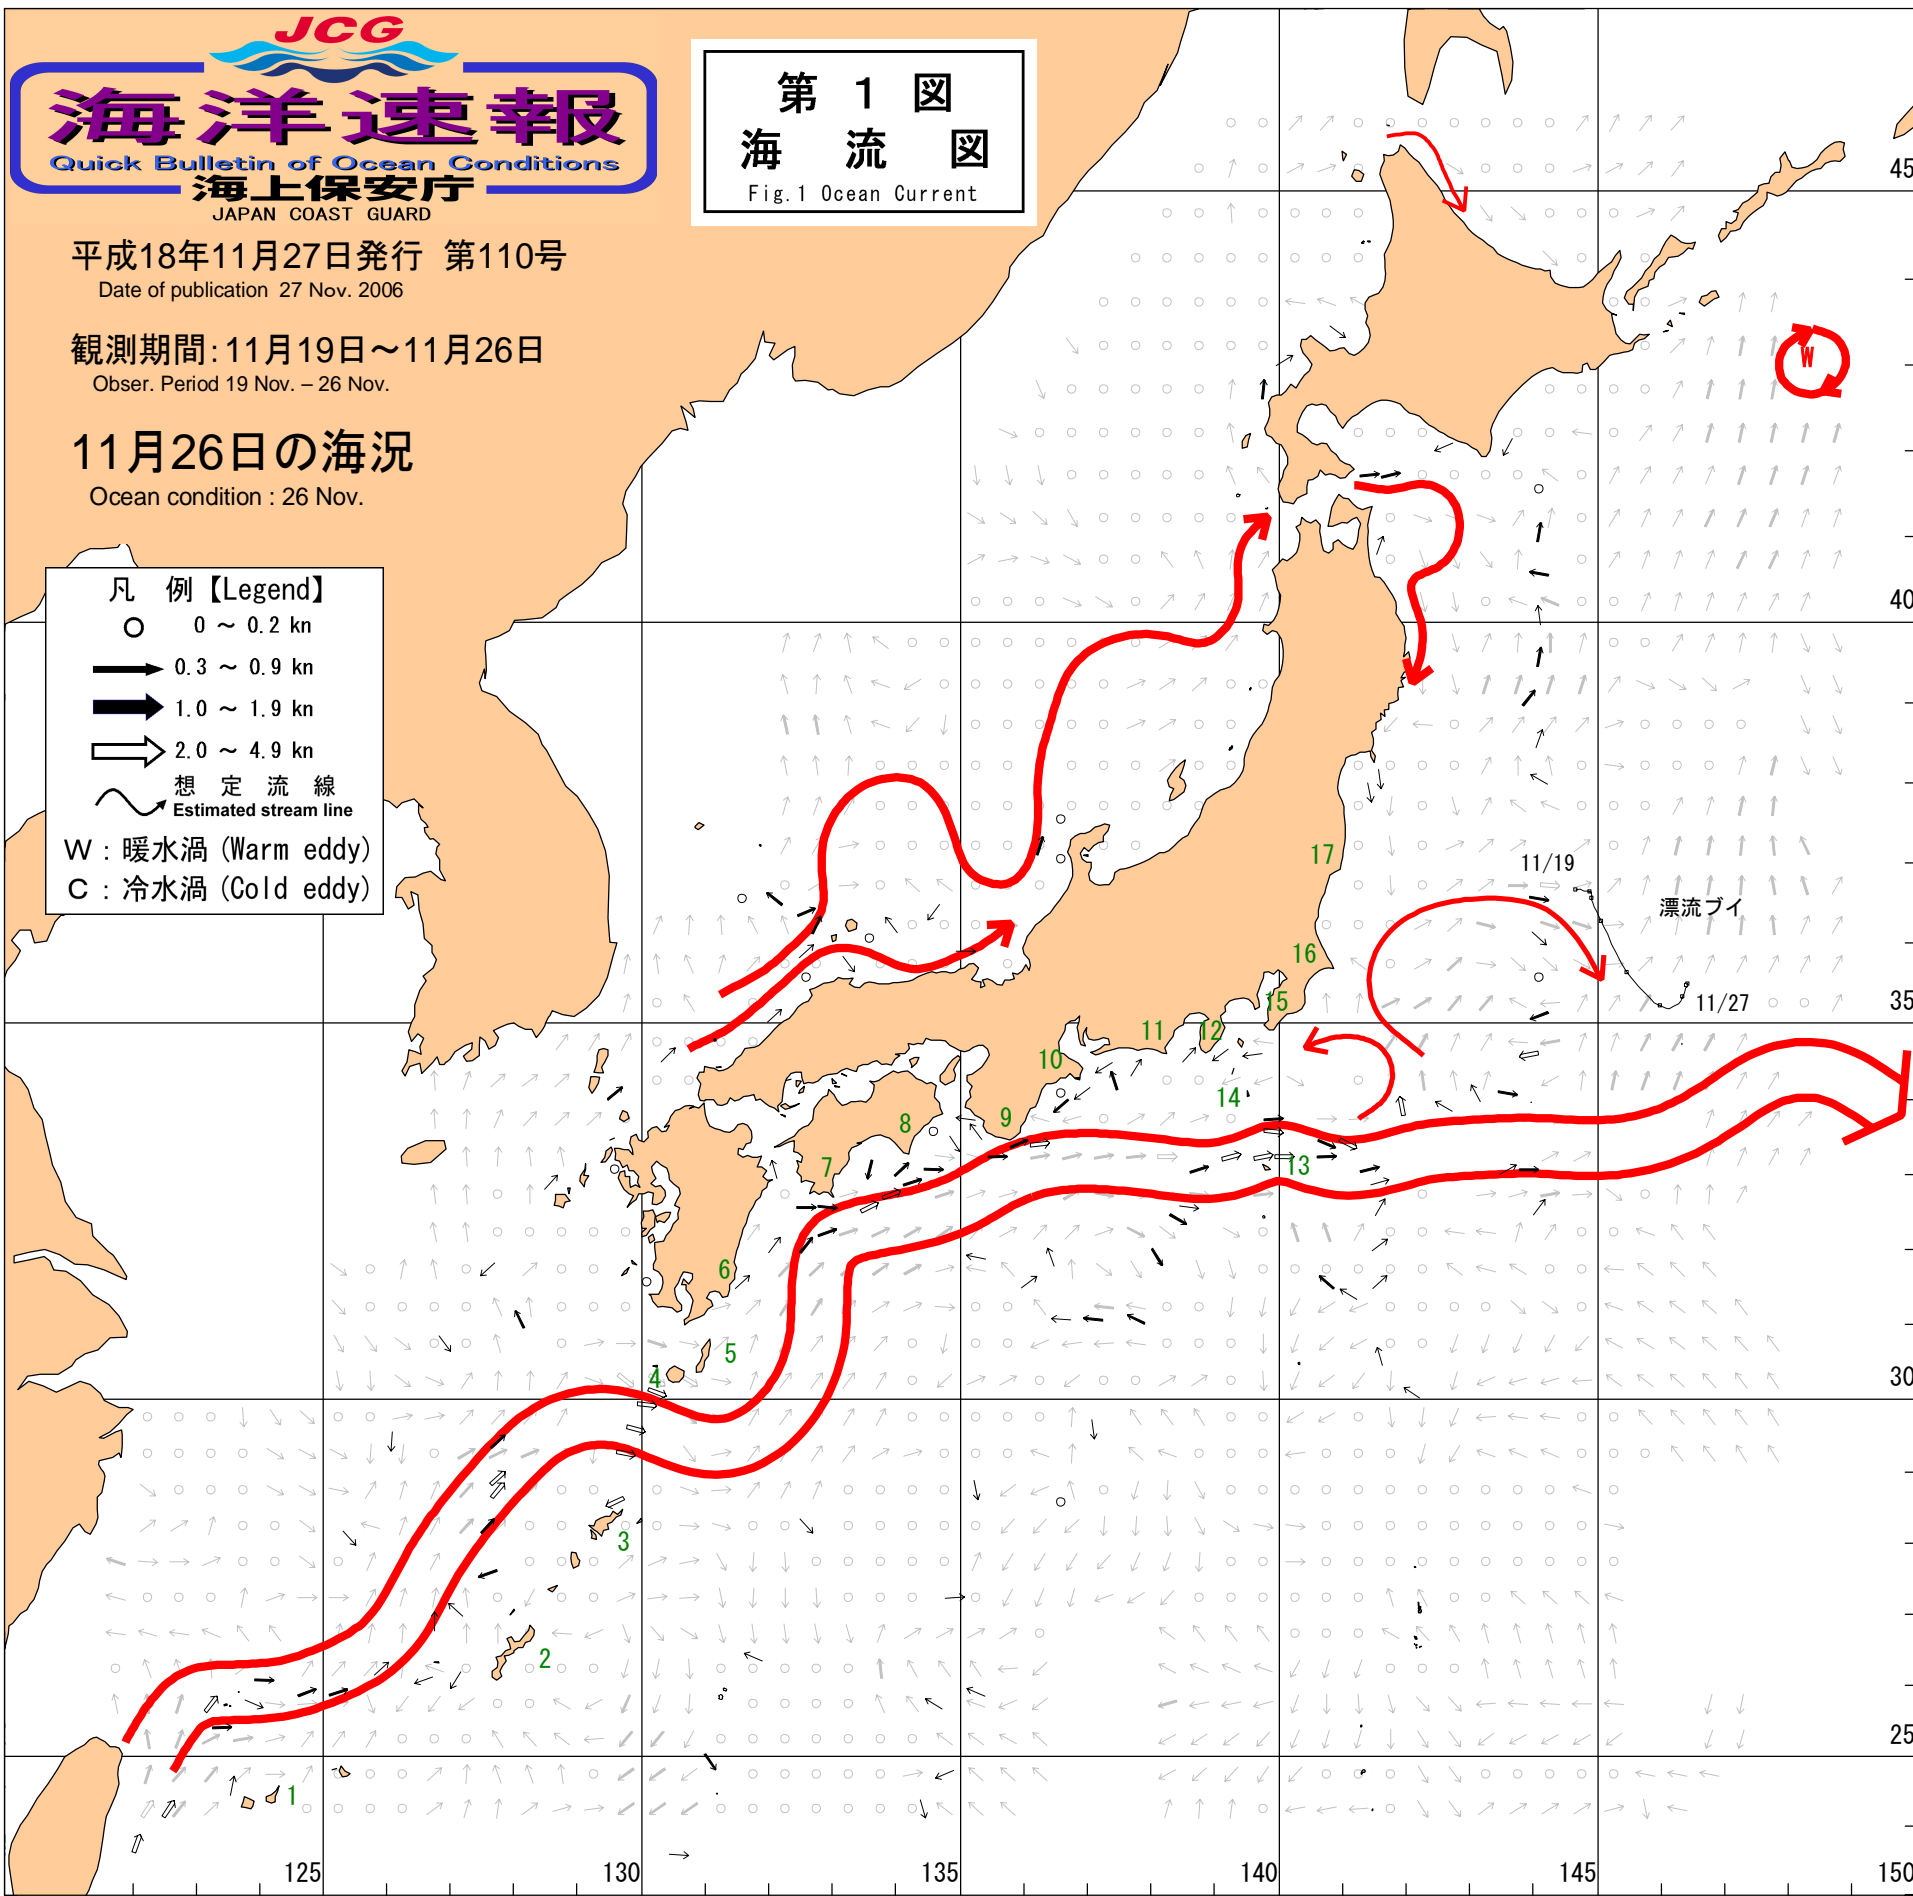 JCG
海洋速報
Quick Bulletin of Ocean Conditions
海上保安庁
JAPAN COAST GUARD
平成18年11月27日発行 第110号
Date of publication 27 Nov. 2006
観測期間:11月19日～11月26日
Obser. Period 19 Nov. – 26 Nov.
11月26日の海況
Ocean condition : 26 Nov.
第 1 図
海 流 図
Fig.1 Ocean Current
凡 例【Legend】
0 ～ 0.2 kn
0.3 ～ 0.9 kn
1.0 ～ 1.9 kn
2.0 ～ 4.9 kn
想 定 流 線
Estimated stream line
W : 暖水渦 (Warm eddy)
C : 冷水渦 (Cold eddy)
45
W
40
17
11/19
漂流ブイ
16
15
11/27
35
11
12
10
14
9
8
7
13
6
5
4
30
3
2
25
1
125
130
135
140
145
150